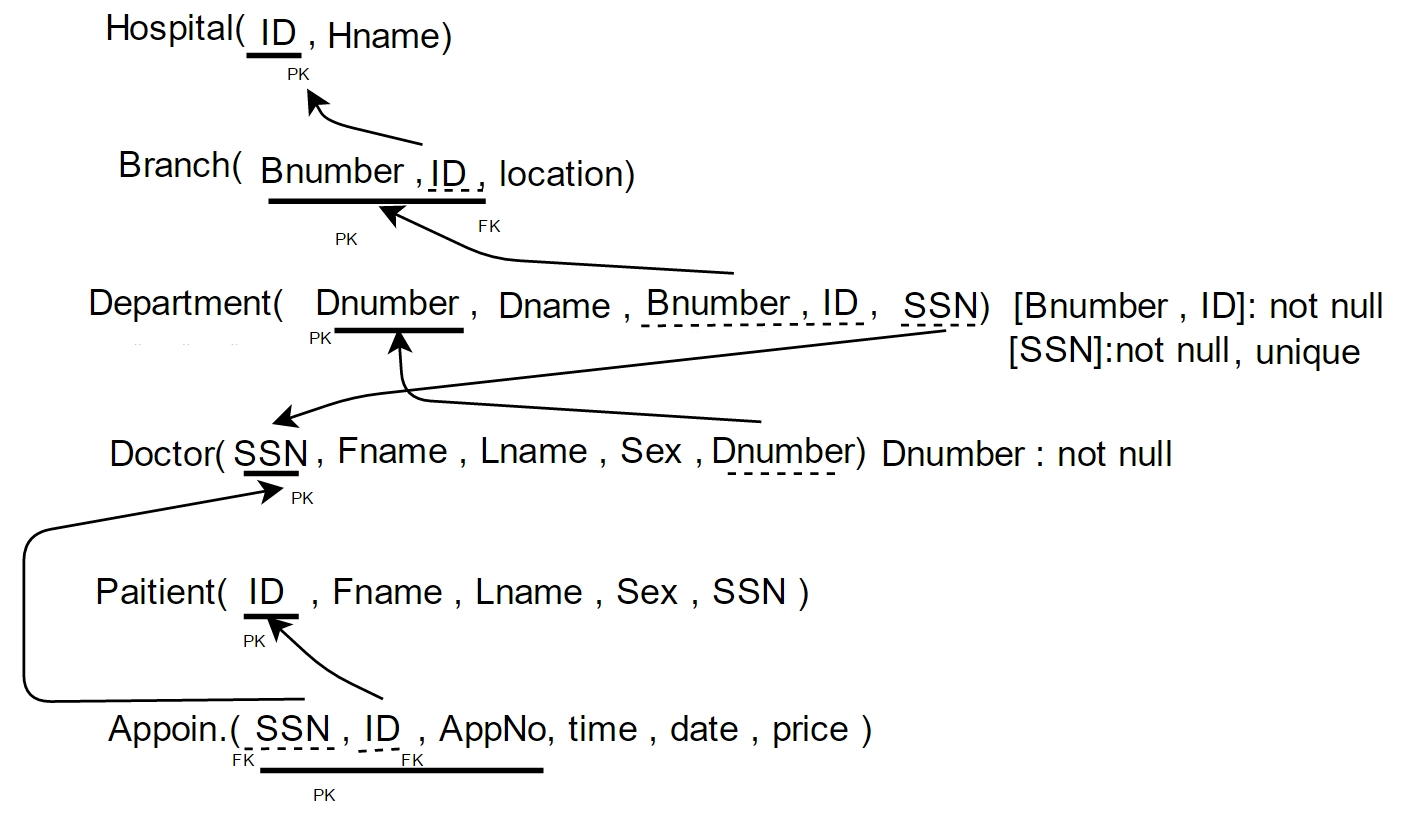 Hospital( ID , Hname)
PK
Branch( Bnumber , ID , location)
FK
PK
Department( Dnumber , Dname , Bnumber , ID , SSN) [Bnumber , ID]: not null
PK
[SSN]:not null , unique
Doctor( SSN , Fname , Lname , Sex , Dnumber) Dnumber : not null
PK
Paitient( ID , Fname , Lname , Sex , SSN )
PK
Appoin.( SSN , ID , AppNo, time , date , price )
FK FK
PK